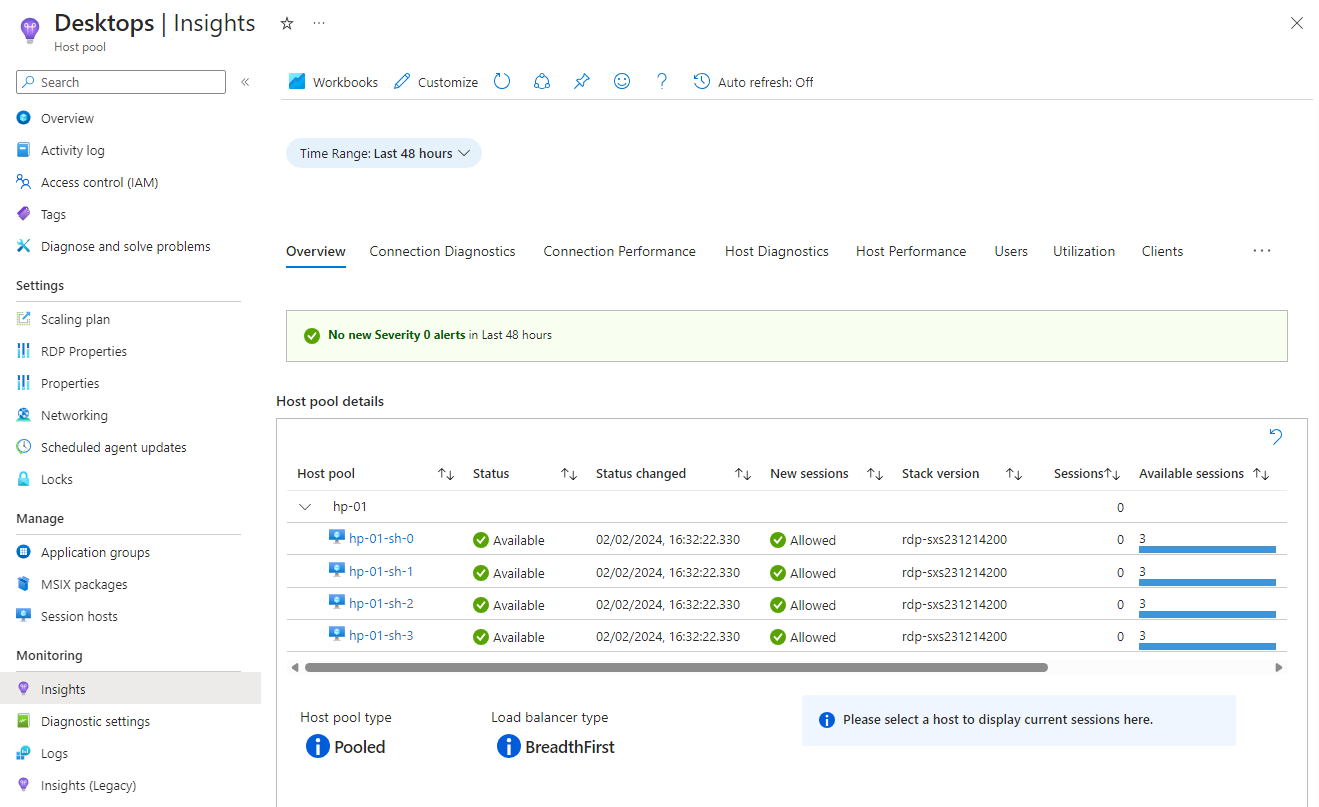 Desktops | Insights
Host pool
Search
Overview
Activity log
Access control (IAM)
Tags
Diagnose and solve problems
Settings
Scaling plan
RDP Properties
Properties
Networking
Scheduled agent updates
Locks
Manage
Application groups
MSIX packages
Session hosts
Monitoring
Insights
Diagnostic settings
Logs
Insights (Legacy)
Workbooks Customize Auto refresh: Off
Time Range: Last 48 hours
Overview Connection Diagnostics Connection Performance Host Diagnostics Host Performance Users Utilization Clients
No new Severity 0 alerts in Last 48 hours
Host pool details
Host pool Status Status changed New sessions Stack version Sessions Available sessions
hp-01 0
hp-01-sh-0 Available 02/02/2024, 16:32:22.330 Allowed rdp-sxs231214200 0 3
hp-01-sh-1 Available 02/02/2024, 16:32:22.330 Allowed rdp-sxs231214200 0 3
hp-01-sh-2 Available 02/02/2024, 16:32:22.330 Allowed rdp-sxs231214200 0 3
hp-01-sh-3 Available 02/02/2024, 16:32:22.330 Allowed rdp-sxs231214200 0 3
Host pool type Load balancer type
Pooled BreadthFirst
Please select a host to display current sessions here.